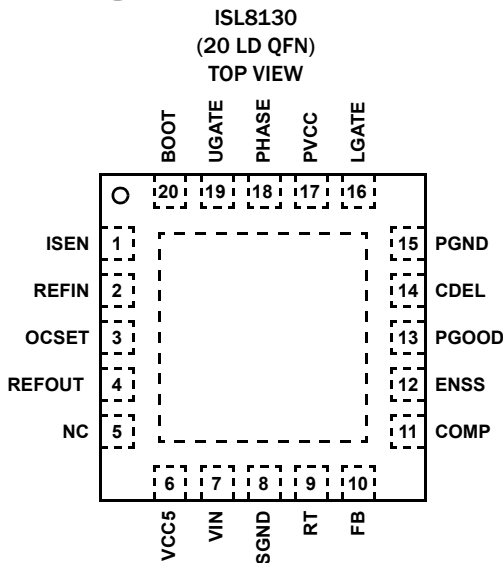 ISL8130
(20 LD QFN)
TOP VIEW
BOOT
UGATE
PHASE
PVCC
LGATE
20 19 18 17 16
ISEN 1
REFIN 2
OCSET 3
REFOUT 4
NC 5
15 PGND
14 CDEL
13 PGOOD
12 ENSS
11 COMP
6 7 8 9 10
VCC5
VIN
SGND
RT
FB